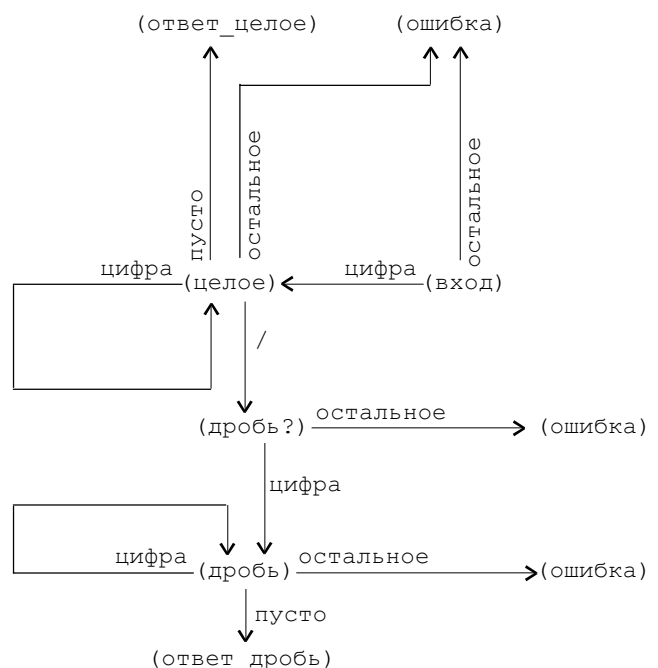 (ответ_целое) (ошибка)
пусто
остальное
остальное
цифра (целое) цифра (вход)
/
(дробь?) остальное (ошибка)
цифра
цифра (дробь) остальное (ошибка)
пусто
(ответ_дробь)